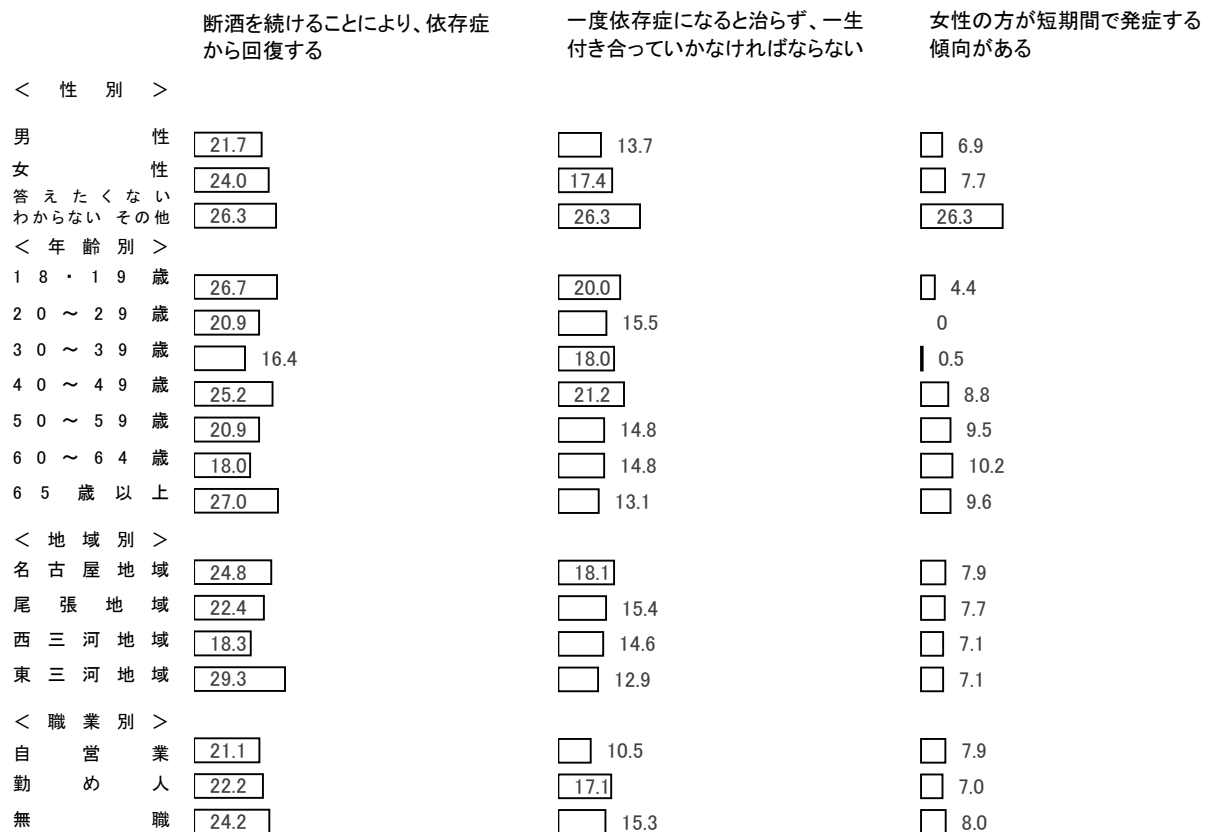 断酒を続けることにより、依存症
から回復する
一度依存症になると治らず、一生
付き合っていかなければならない
女性の方が短期間で発症する
傾向がある
＜性別＞
男性 21.7 13.7 6.9
女性 24.0 17.4 7.7
答えたくない
わからない その他 26.3 26.3 26.3
＜年齢別＞
18・19歳 26.7 20.0 4.4
20～29歳 20.9 15.5 0
30～39歳 16.4 18.0 0.5
40～49歳 25.2 21.2 8.8
50～59歳 20.9 14.8 9.5
60～64歳 18.0 14.8 10.2
65歳以上 27.0 13.1 9.6
＜地域別＞
名古屋地域 24.8 18.1 7.9
尾張地域 22.4 15.4 7.7
西三河地域 18.3 14.6 7.1
東三河地域 29.3 12.9 7.1
＜職業別＞
自営業 21.1 10.5 7.9
勤め人 22.2 17.1 7.0
無職 24.2 15.3 8.0